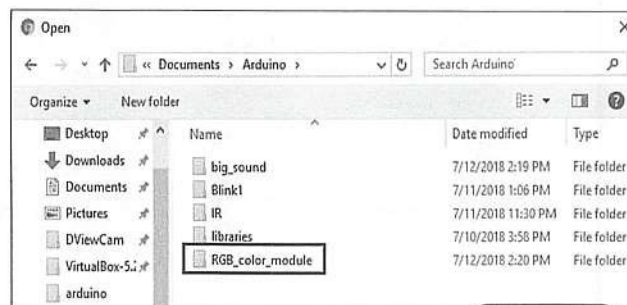 Open
« Documents > Arduino >
Search Arduino
Organize
New folder
Desktop
Downloads
Documents
Pictures
DViewCam
VirtualBox-5.2
arduino
Name Date modified Type
big_sound 7/12/2018 2:19 PM File folder
Blink1 7/11/2018 1:06 PM File folder
IR 7/11/2018 11:30 PM File folder
libraries 7/10/2018 3:58 PM File folder
RGB_color_module 7/12/2018 2:20 PM File folder